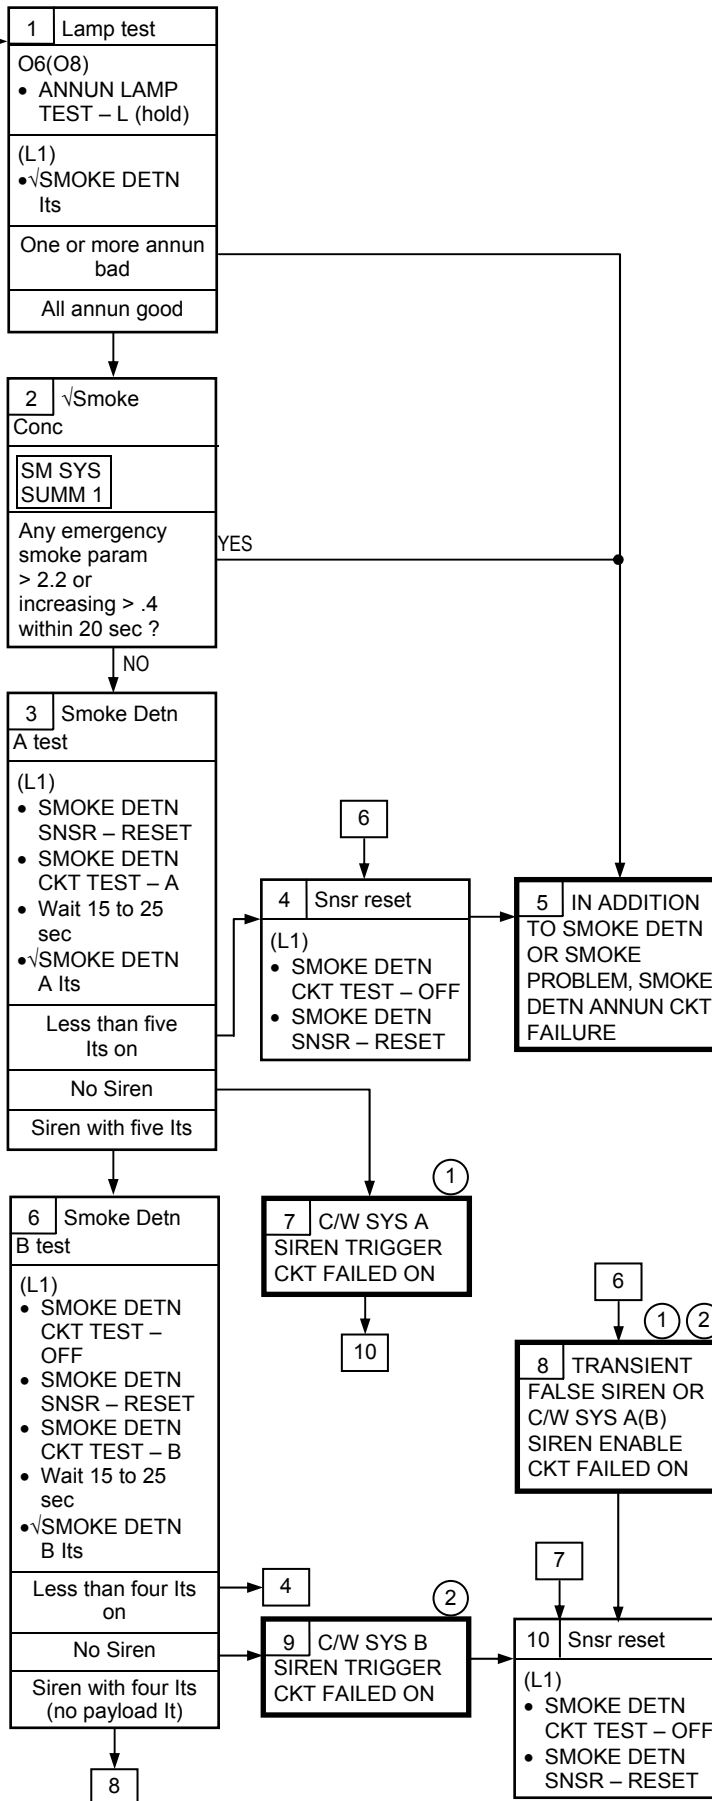 1 Lamp test
O6(O8)
• ANNUN LAMP
TEST – L (hold)
(L1)
•√SMOKE DETN
lts
One or more annun
bad
All annun good
2 √Smoke
Conc
SM SYS
SUMM 1
Any emergency
smoke param
> 2.2 or
increasing > .4
within 20 sec ?
YES
NO
3 Smoke Detn
A test
(L1)
• SMOKE DETN
SNSR – RESET
• SMOKE DETN
CKT TEST – A
• Wait 15 to 25
sec
•√SMOKE DETN
A lts
Less than five
lts on
No Siren
Siren with five lts
6
4 Snsr reset
(L1)
• SMOKE DETN
CKT TEST – OFF
• SMOKE DETN
SNSR – RESET
5 IN ADDITION
TO SMOKE DETN
OR SMOKE
PROBLEM, SMOKE
DETN ANNUN CKT
FAILURE
6 Smoke Detn
B test
(L1)
• SMOKE DETN
CKT TEST –
OFF
• SMOKE DETN
SNSR – RESET
• SMOKE DETN
CKT TEST – B
• Wait 15 to 25
sec
•√SMOKE DETN
B lts
Less than four lts
on
No Siren
Siren with four lts
(no payload lt)
8
1
7 C/W SYS A
SIREN TRIGGER
CKT FAILED ON
10
6
1 2
8 TRANSIENT
FALSE SIREN OR
C/W SYS A(B)
SIREN ENABLE
CKT FAILED ON
4
2
9 C/W SYS B
SIREN TRIGGER
CKT FAILED ON
7
10 Snsr reset
(L1)
• SMOKE DETN
CKT TEST – OFF
• SMOKE DETN
SNSR – RESET